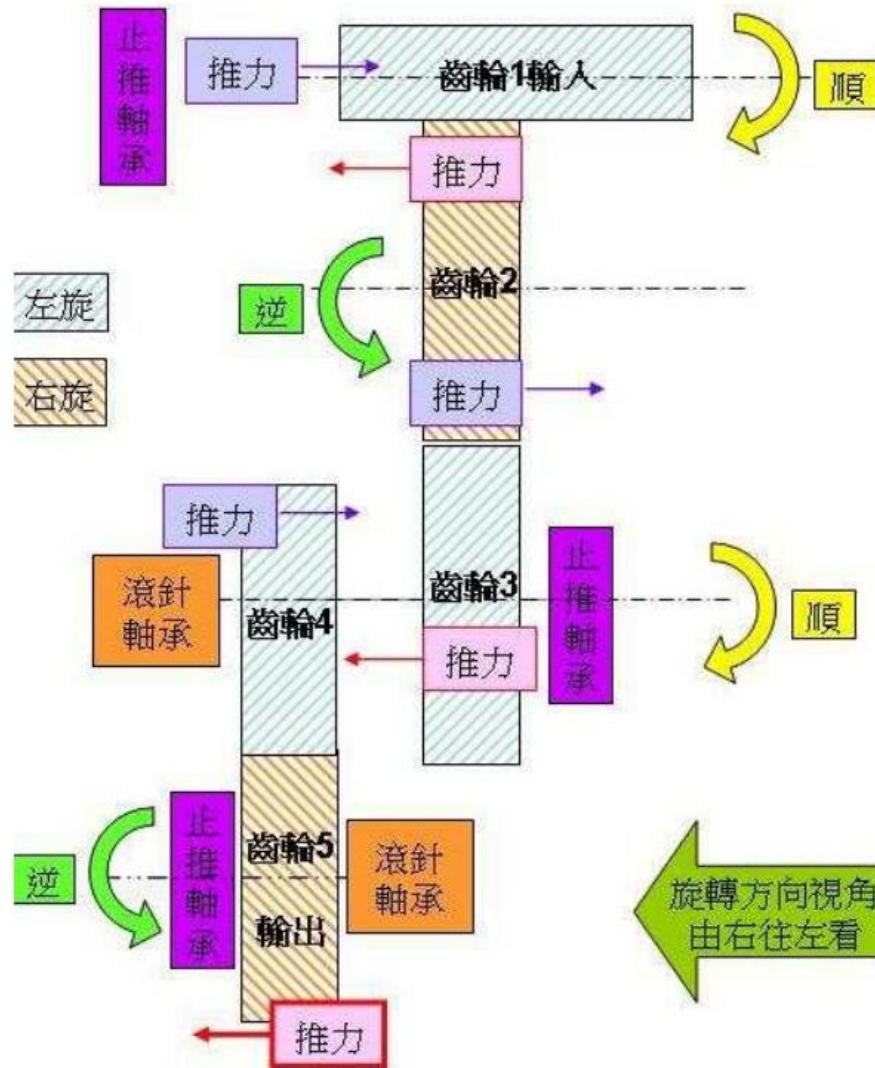 止推軸承
推力
齒輪1輸入
順
推力
齒輪2
逆
左旋
右旋
推力
推力
滾針
軸承
齒輪4
齒輪3
止推軸承
順
推力
逆
止推軸承
齒輪5
輸出
滾針
軸承
旋轉方向視角
由右往左看
推力